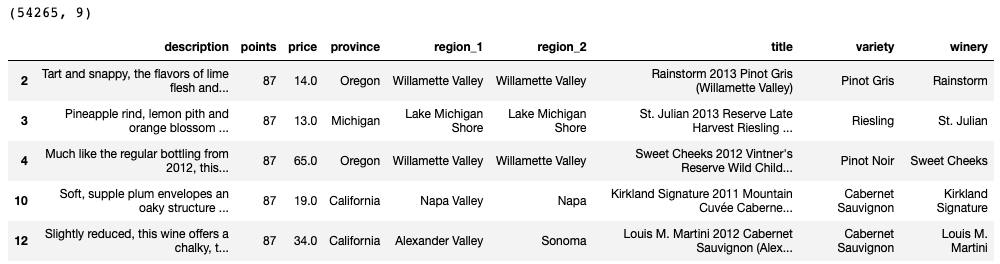 (54265, 9)
description points price province region_1 region_2 title variety winery
2 Tart and snappy, the flavors of lime flesh and... 87 14.0 Oregon Willamette Valley Willamette Valley Rainstorm 2013 Pinot Gris (Willamette Valley) Pinot Gris Rainstorm
3 Pineapple rind, lemon pith and orange blossom ... 87 13.0 Michigan Lake Michigan Shore Lake Michigan Shore St. Julian 2013 Reserve Late Harvest Riesling ... Riesling St. Julian
4 Much like the regular bottling from 2012, this... 87 65.0 Oregon Willamette Valley Willamette Valley Sweet Cheeks 2012 Vintner's Reserve Wild Child... Pinot Noir Sweet Cheeks
10 Soft, supple plum envelopes an oaky structure ... 87 19.0 California Napa Valley Napa Kirkland Signature 2011 Mountain Cuvée Caberne... Cabernet Sauvignon Kirkland Signature
12 Slightly reduced, this wine offers a chalky, t... 87 34.0 California Alexander Valley Sonoma Louis M. Martini 2012 Cabernet Sauvignon (Alex... Cabernet Sauvignon Louis M. Martini